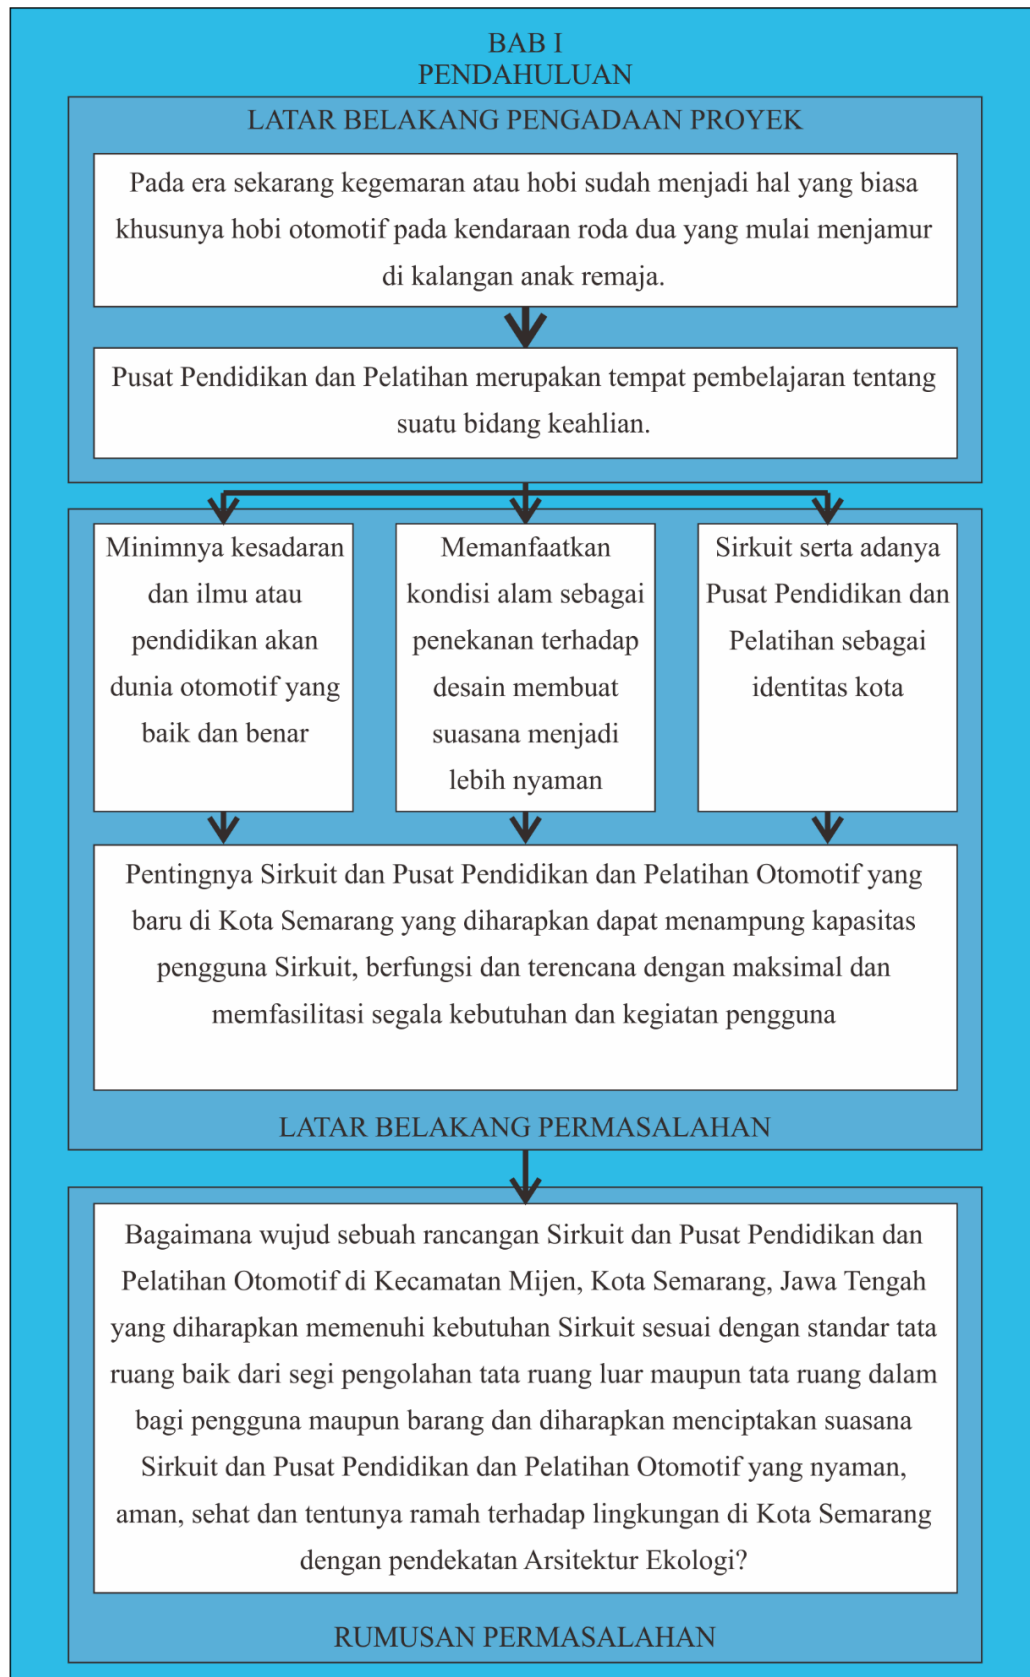 BAB I
PENDAHULUAN
LATAR BELAKANG PENGADAAN PROYEK
Pada era sekarang kegemaran atau hobi sudah menjadi hal yang biasa
khusunya hobi otomotif pada kendaraan roda dua yang mulai menjamur
di kalangan anak remaja.
Pusat Pendidikan dan Pelatihan merupakan tempat pembelajaran tentang
suatu bidang keahlian.
Minimnya kesadaran
dan ilmu atau
pendidikan akan
dunia otomotif yang
baik dan benar
Memanfaatkan
kondisi alam sebagai
penekanan terhadap
desain membuat
suasana menjadi
lebih nyaman
Sirkuit serta adanya
Pusat Pendidikan dan
Pelatihan sebagai
identitas kota
Pentingnya Sirkuit dan Pusat Pendidikan dan Pelatihan Otomotif yang
baru di Kota Semarang yang diharapkan dapat menampung kapasitas
pengguna Sirkuit, berfungsi dan terencana dengan maksimal dan
memfasilitasi segala kebutuhan dan kegiatan pengguna
LATAR BELAKANG PERMASALAHAN
Bagaimana wujud sebuah rancangan Sirkuit dan Pusat Pendidikan dan
Pelatihan Otomotif di Kecamatan Mijen, Kota Semarang, Jawa Tengah
yang diharapkan memenuhi kebutuhan Sirkuit sesuai dengan standar tata
ruang baik dari segi pengolahan tata ruang luar maupun tata ruang dalam
bagi pengguna maupun barang dan diharapkan menciptakan suasana
Sirkuit dan Pusat Pendidikan dan Pelatihan Otomotif yang nyaman,
aman, sehat dan tentunya ramah terhadap lingkungan di Kota Semarang
dengan pendekatan Arsitektur Ekologi?
RUMUSAN PERMASALAHAN